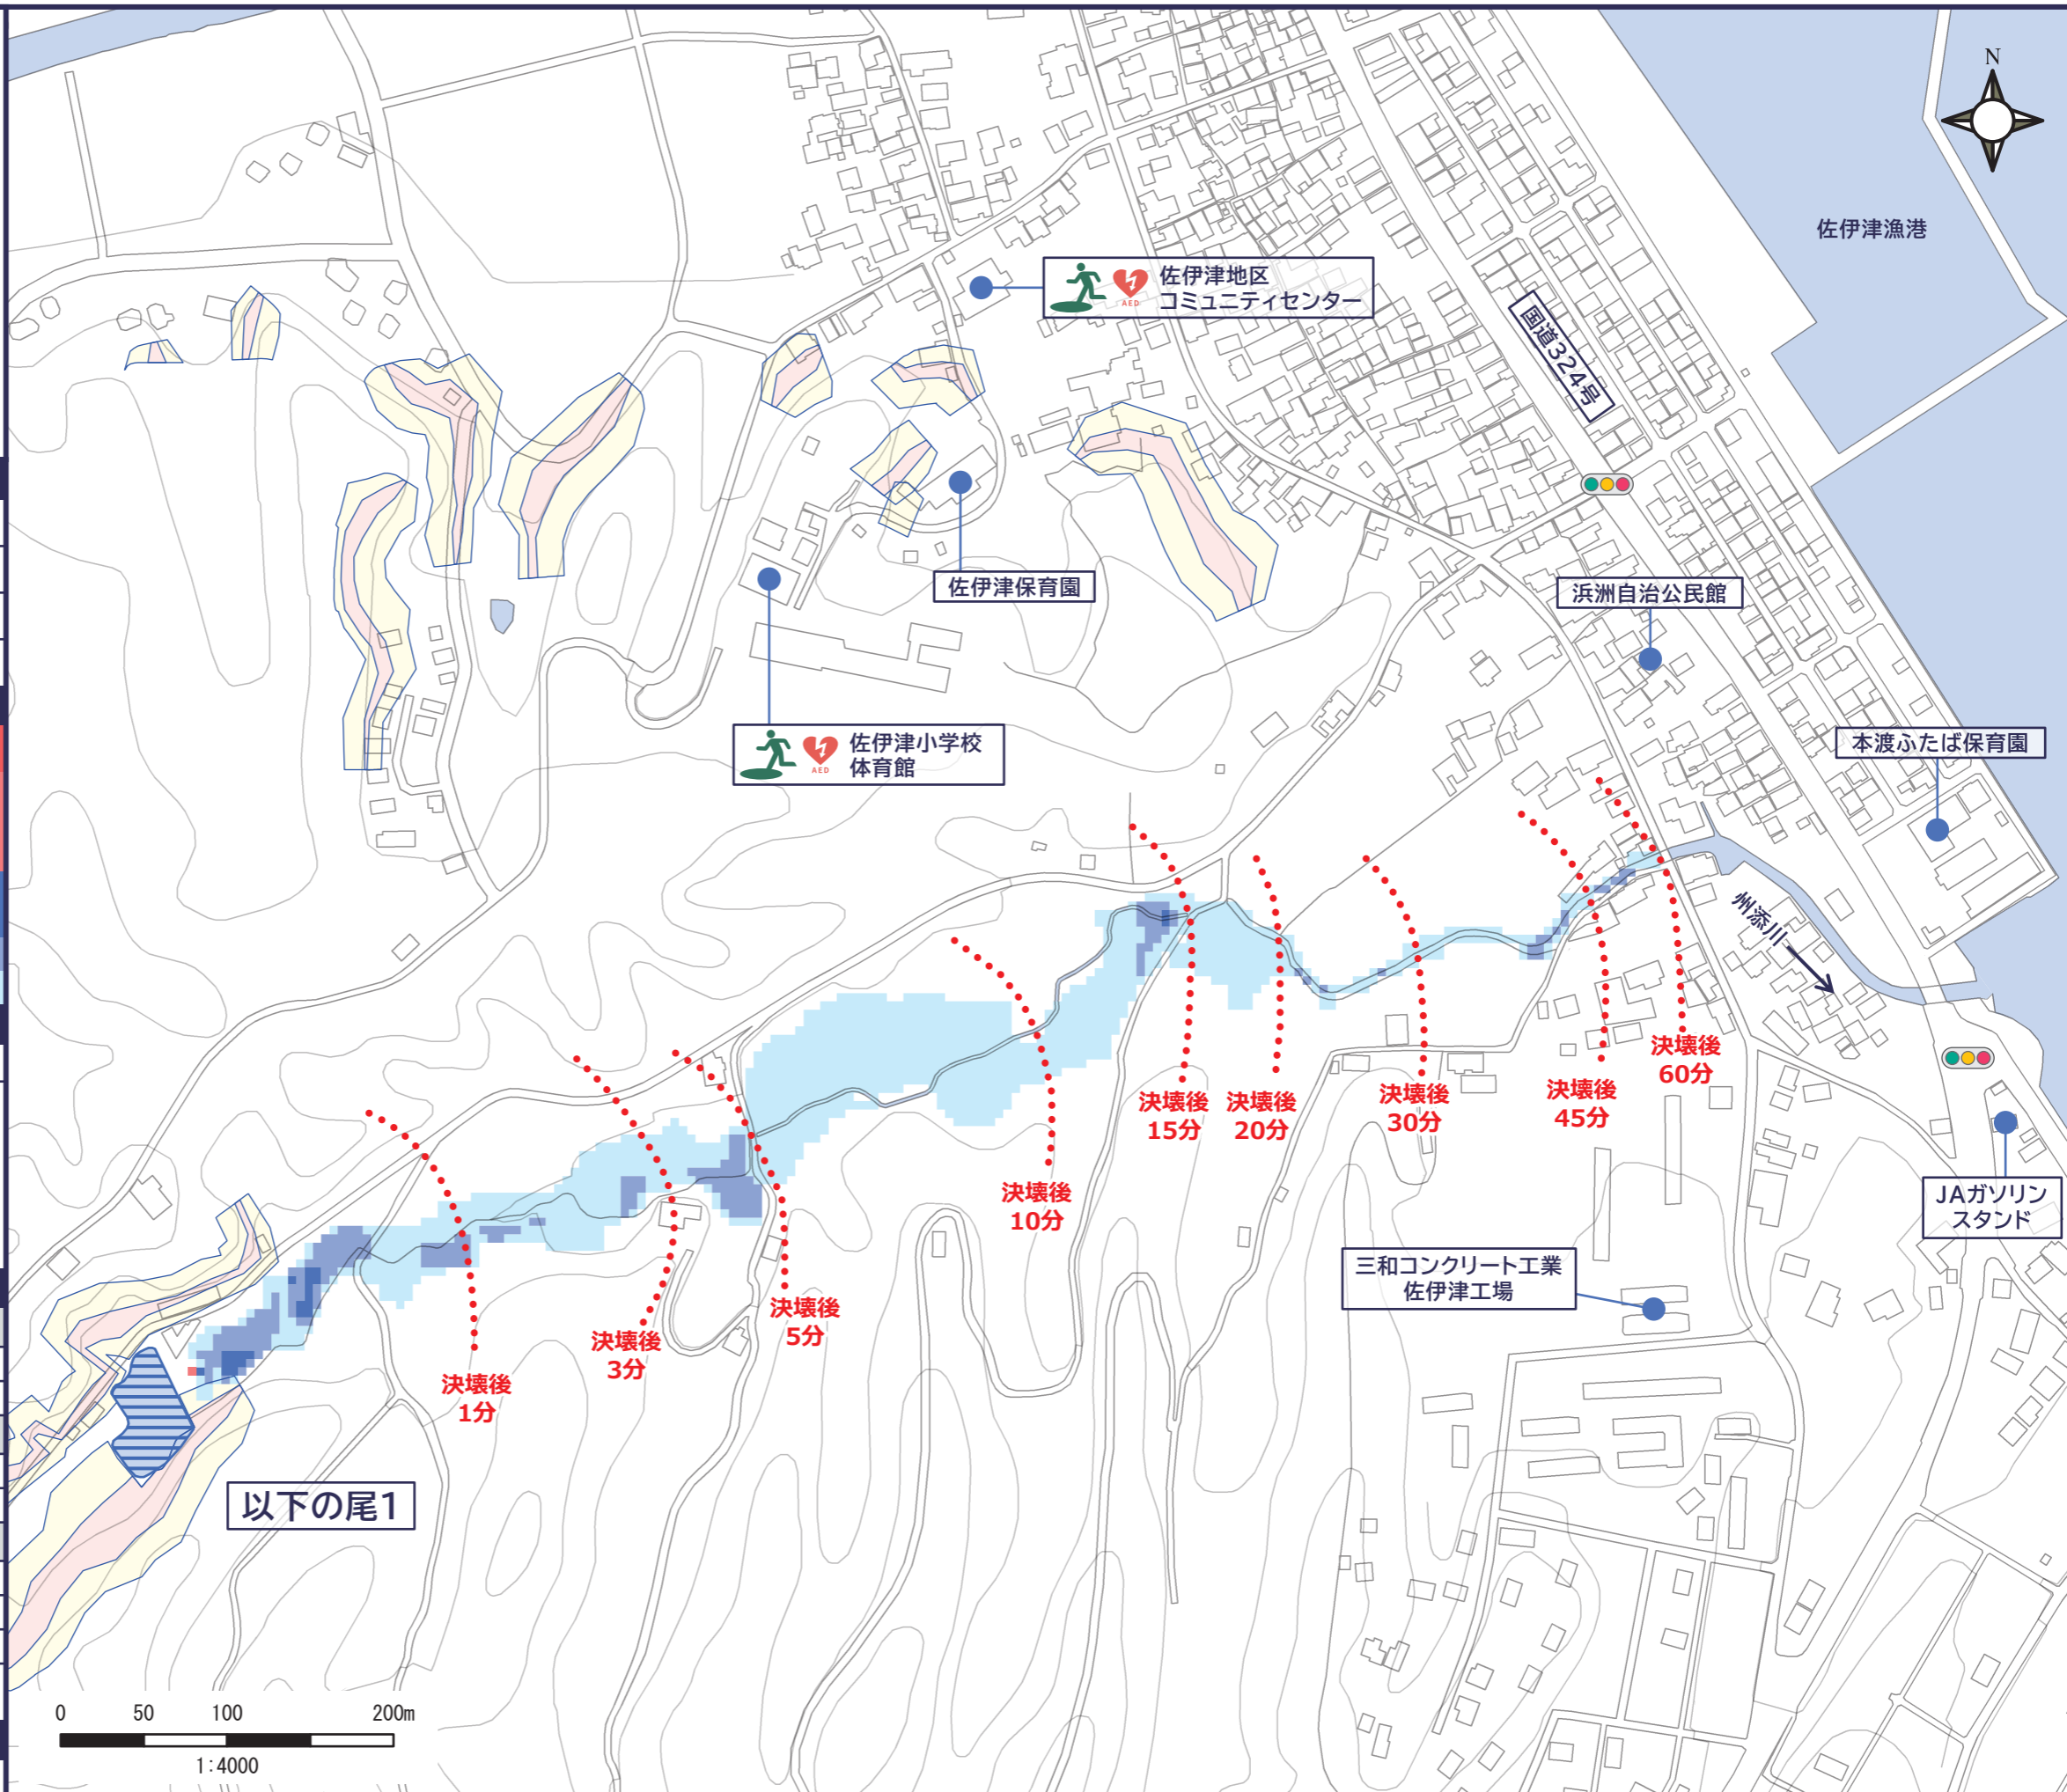 N
佐伊津漁港
AED
佐伊津地区
コミュニティセンター
国道324号
佐伊津保育園
浜洲自治公民館
AED
佐伊津小学校
体育館
本渡ふたば保育園
州添川
決壊後
60分
決壊後
45分
決壊後
30分
決壊後
20分
決壊後
15分
決壊後
10分
決壊後
5分
決壊後
3分
決壊後
1分
JAガソリン
スタンド
三和コンクリート工業
佐伊津工場
以下の尾1
0 50 100 200m
1:4000